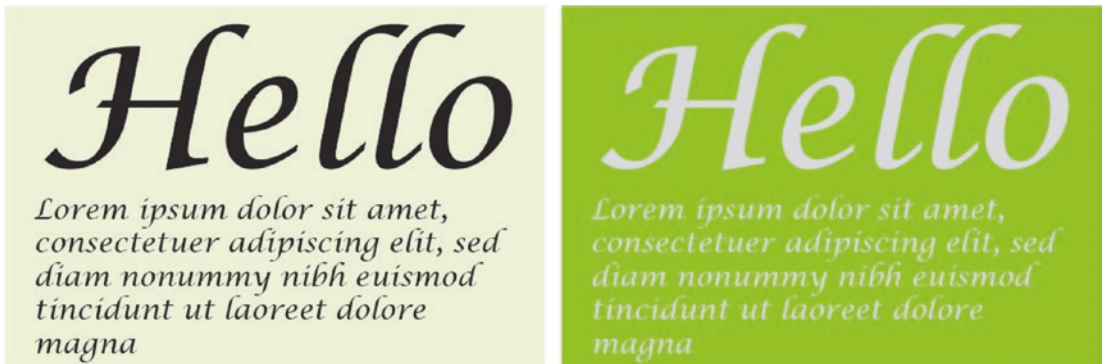 Hello
Lorem ipsum dolor sit amet,
consectetuer adipiscing elit, sed
diam nonummy nibh euismod
tincidunt ut laoreet dolore
magna
Hello
Lorem ipsum dolor sit amet,
consectetuer adipiscing elit, sed
diam nonummy nibh euismod
tincidunt ut laoreet dolore
magna